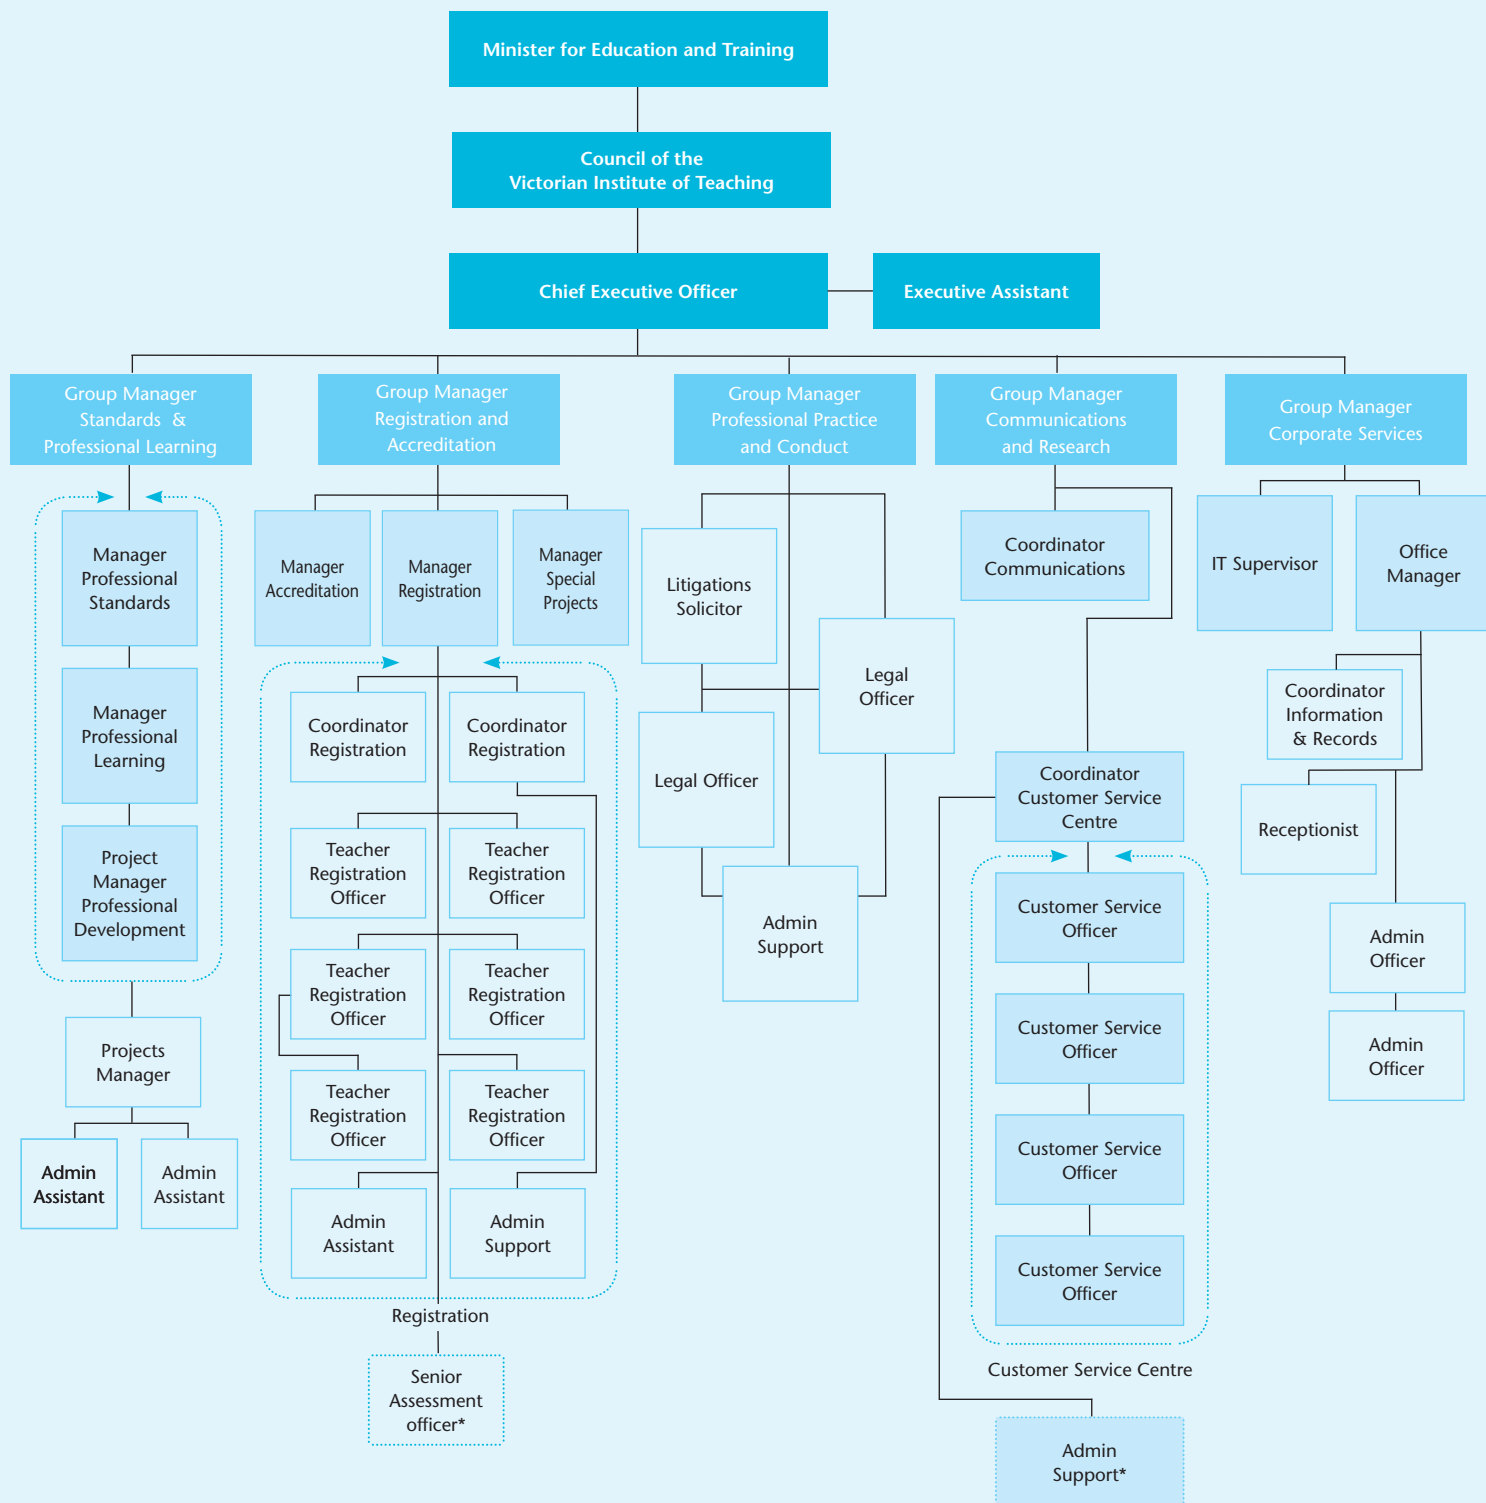 Minister for Education and Training
Council of the
Victorian Institute of Teaching
Chief Executive Officer
Executive Assistant
Group Manager
Standards & 
Professional Learning
Group Manager
Registration and
Accreditation
Group Manager
Professional Practice
and Conduct
Group Manager
Communications
and Research
Group Manager
Corporate Services
Manager
Professional
Standards
Manager
Professional
Learning
Project
Manager
Professional
Development
Projects
Manager
Admin
Assistant
Admin
Assistant
Manager
Accreditation
Manager
Registration
Manager
Special
Projects
Coordinator
Registration
Coordinator
Registration
Teacher
Registration
Officer
Teacher
Registration
Officer
Teacher
Registration
Officer
Teacher
Registration
Officer
Teacher
Registration
Officer
Teacher
Registration
Officer
Admin
Assistant
Admin
Support
Registration
Senior
Assessment
officer*
Litigations
Solicitor
Legal
Officer
Legal Officer
Admin
Support
Coordinator
Communications
Coordinator
Customer Service
Centre
Customer Service
Officer
Customer Service
Officer
Customer Service
Officer
Customer Service
Officer
Customer Service Centre
Admin
Support*
IT Supervisor
Office
Manager
Coordinator
Information
& Records
Receptionist
Admin
Officer
Admin
Officer